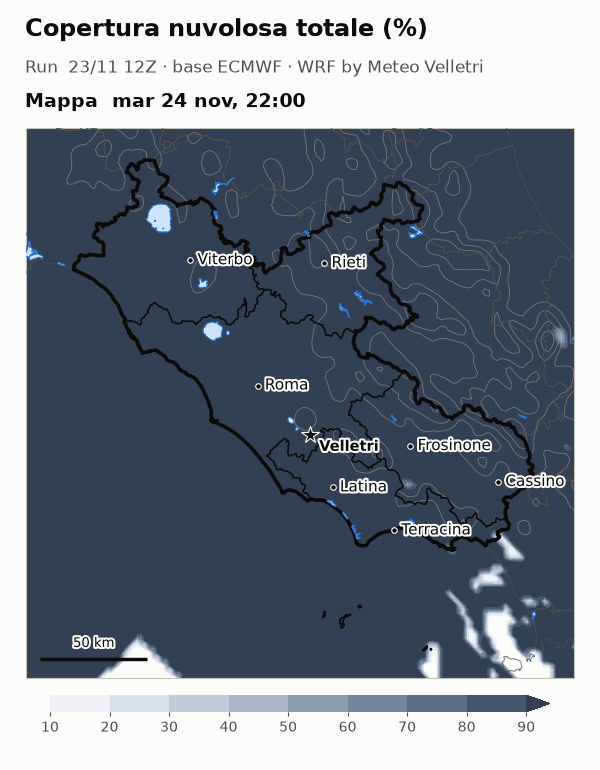 Copertura nuvolosa totale (%)
Run  23/11 12Z · base ECMWF · WRF by Meteo Velletri
Mappa  mar 24 nov, 22:00
Viterbo
Rieti
Roma
Velletri
Frosinone
Cassino
Latina
Terracina
50 km
10 20 30 40 50 60 70 80 90